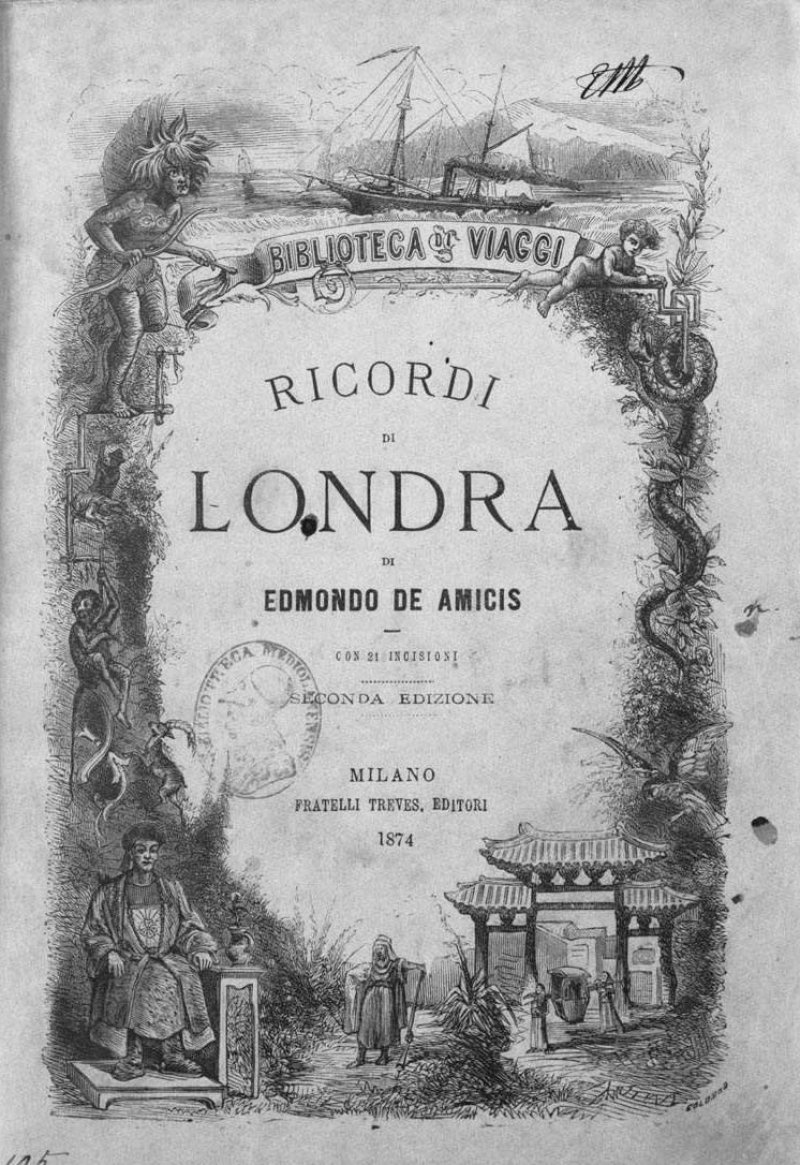 BIBLIOTECA DI VIAGGI
RICORDI
DI
LONDRA
DI
EDMONDO DE AMICIS
CON 21 INCISIONI
SECONDA EDIZIONE
MILANO
FRATELLI TREVES, EDITORI
1874